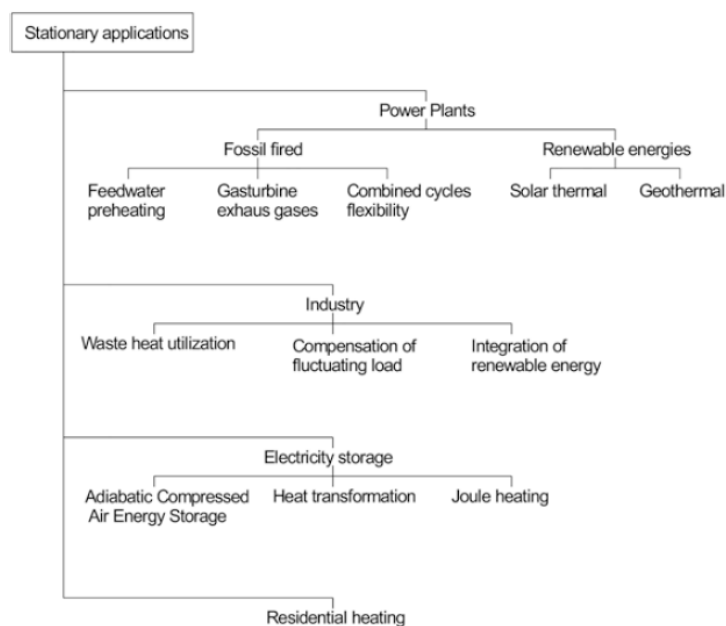 Stationary applications
Power Plants
Fossil fired
Renewable energies
Feedwater
preheating
Gasturbine
exhaus gases
Combined cycles
flexibility
Solar thermal
Geothermal
Industry
Waste heat utilization
Compensation of
fluctuating load
Integration of
renewable energy
Electricity storage
Adiabatic Compressed
Air Energy Storage
Heat transformation
Joule heating
Residential heating